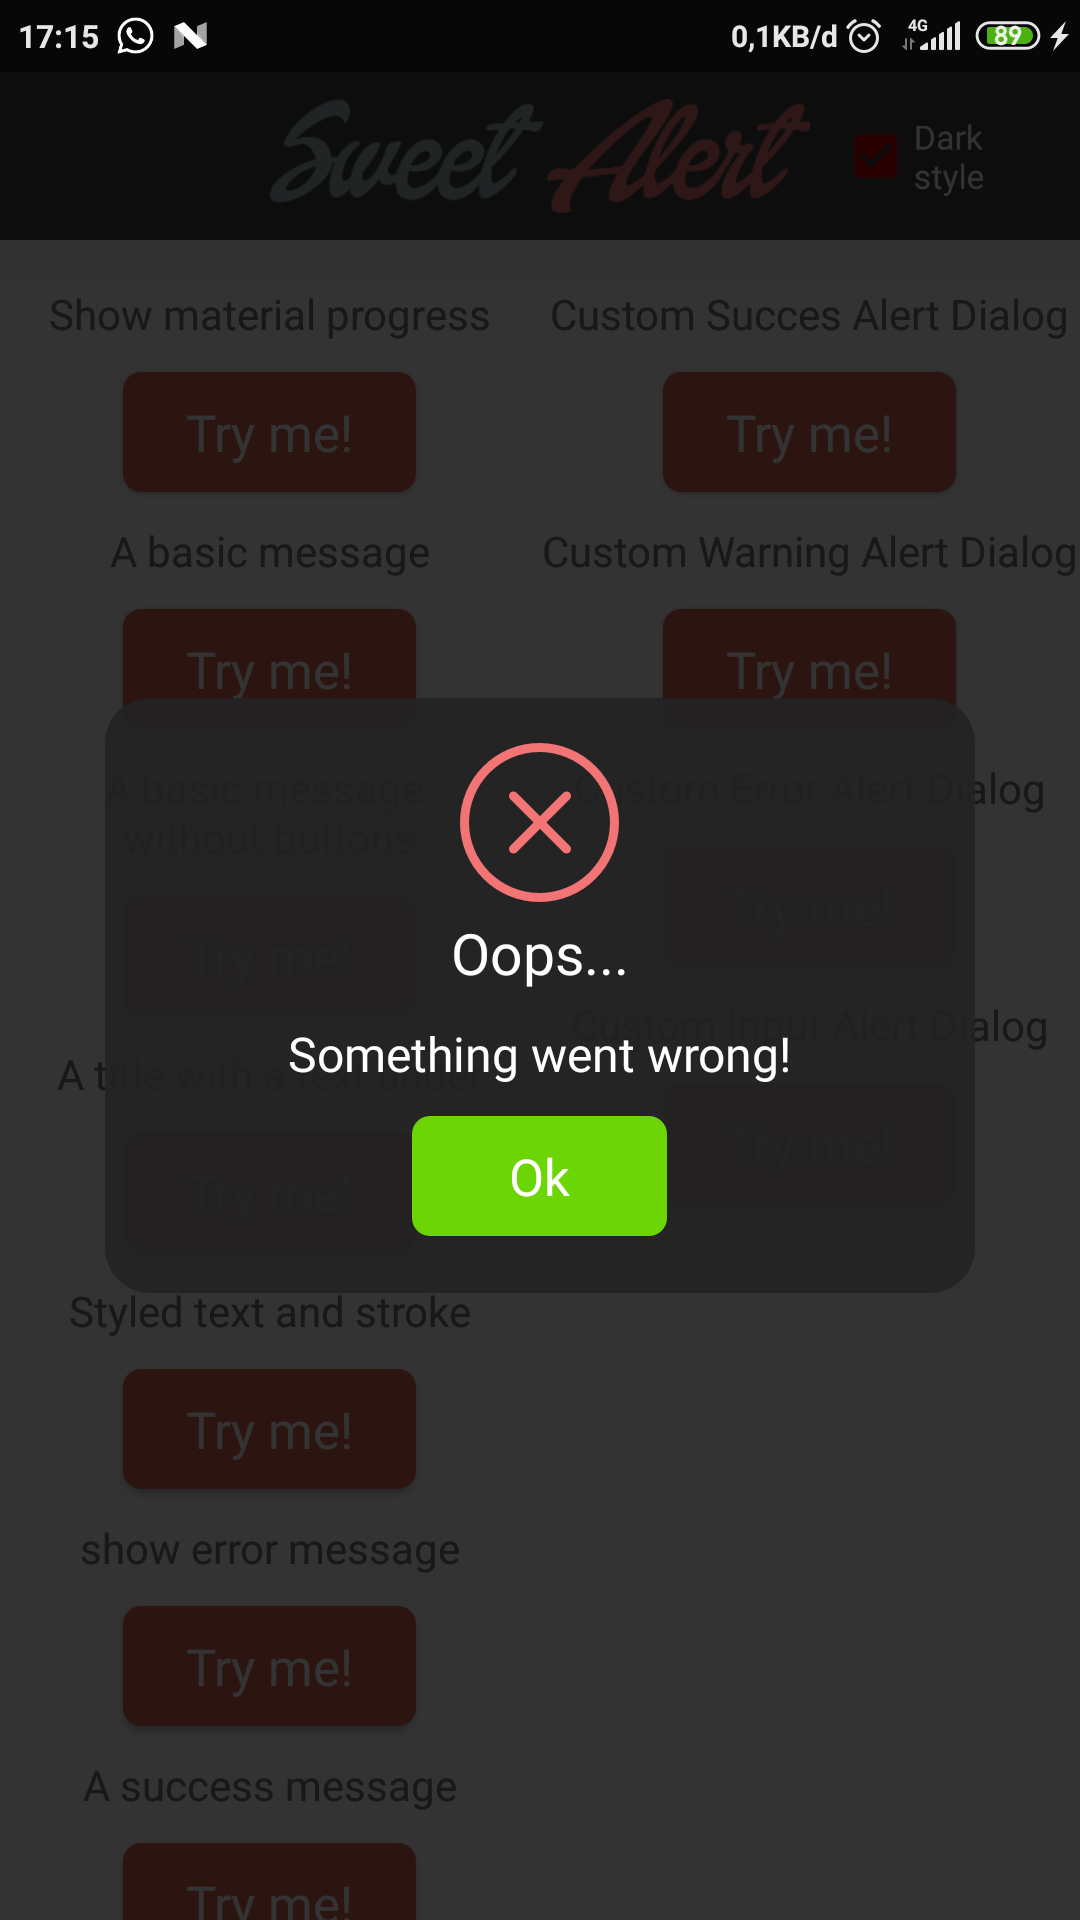 17:15
0,1KB/d
4G
89
Sweet Alert
Dark
style
Show material progress
Custom Succes Alert Dialog
Try me!
Try me!
A basic message
Custom Warning Alert Dialog
Try me!
Try me!
A basic message
without buttons
Custom Error Alert Dialog
Try me!
Try me!
Oops...
Custom Input Alert Dialog
Something went wrong!
A title with a text under
Try me!
Try me!
Ok
Styled text and stroke
Try me!
show error message
Try me!
A success message
Try me!